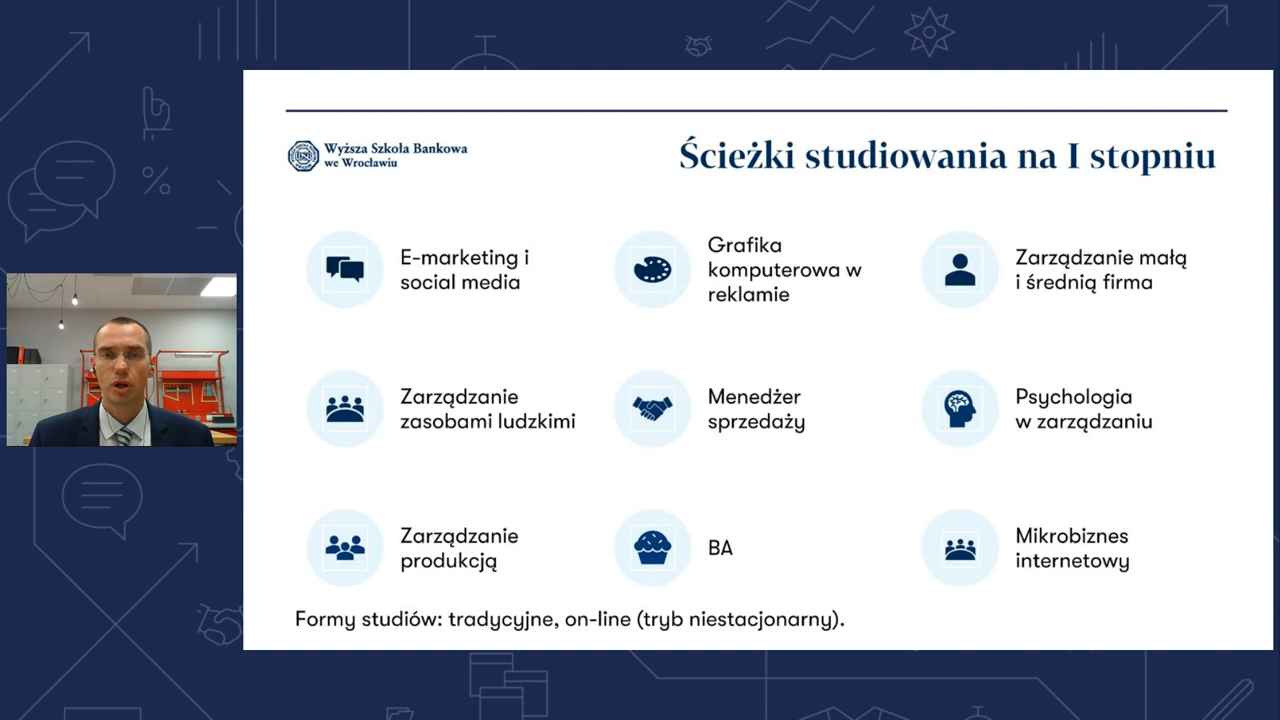 Wyższa Szkoła Bankowa
we Wrocławiu
Ścieżki studiowania na I stopniu
E-marketing i
social media
Grafika
komputerowa w
reklamie
Zarządzanie małą
i średnią firma
Zarządzanie
zasobami ludzkimi
Menedżer
sprzedaży
Psychologia
w zarządzaniu
Zarządzanie
produkcją
BA
Mikrobiznes
internetowy
Formy studiów: tradycyjne, on-line (tryb niestacjonarny).